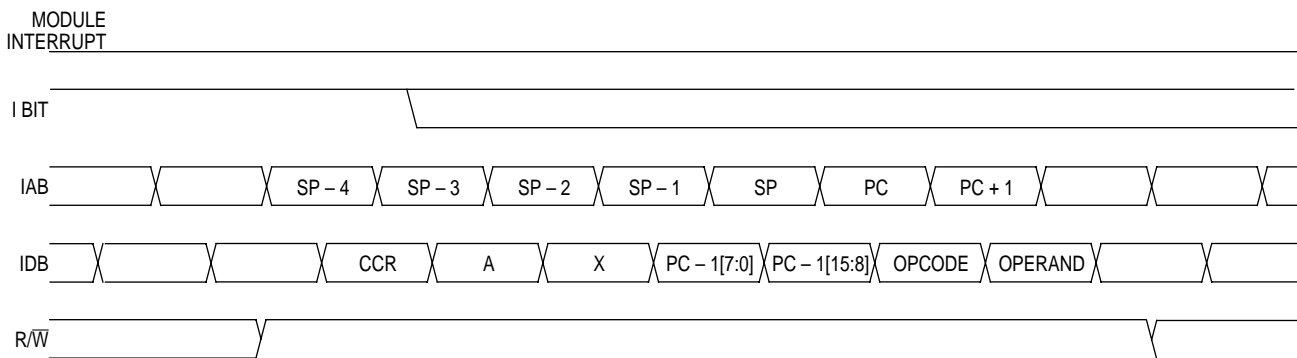 MODULE
INTERRUPT
I BIT
IAB SP – 4 SP – 3 SP – 2 SP – 1 SP PC PC + 1
IDB CCR A X PC – 1[7:0] PC – 1[15:8] OPCODE OPERAND
R/W̅